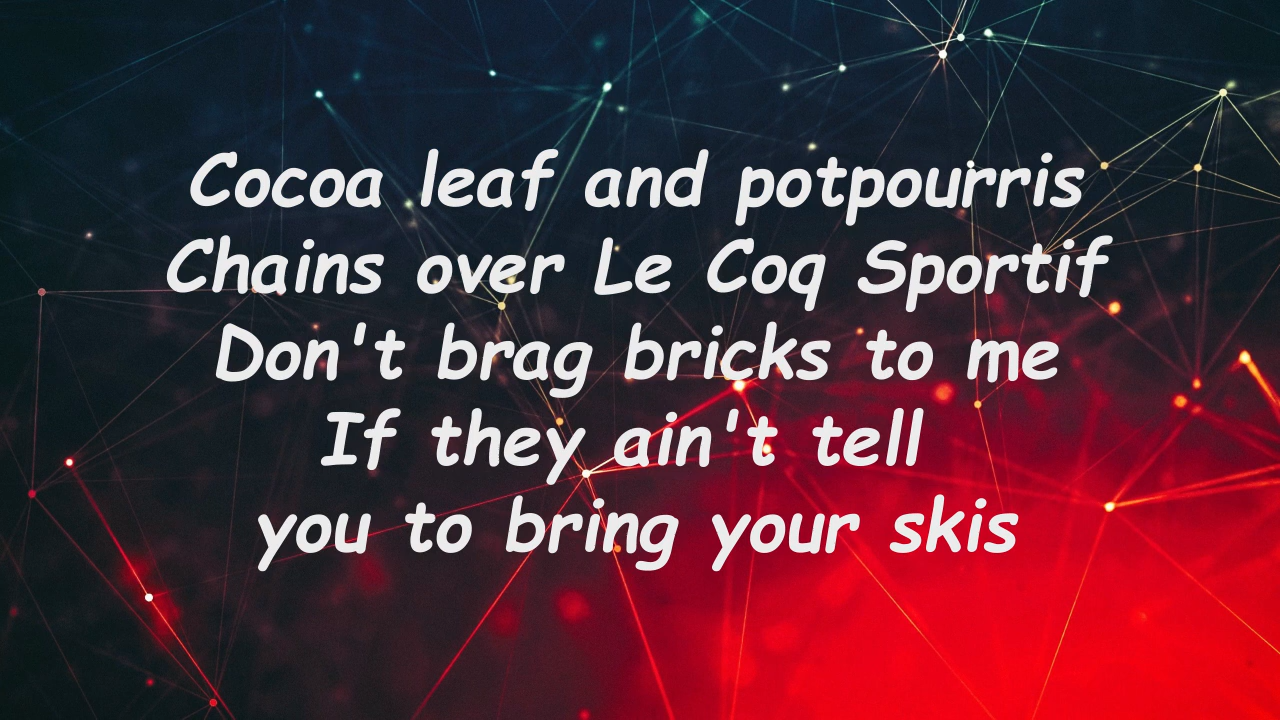 Cocoa leaf and potpourris
Chains over Le Coq Sportif
Don't brag bricks to me
If they ain't tell
you to bring your skis